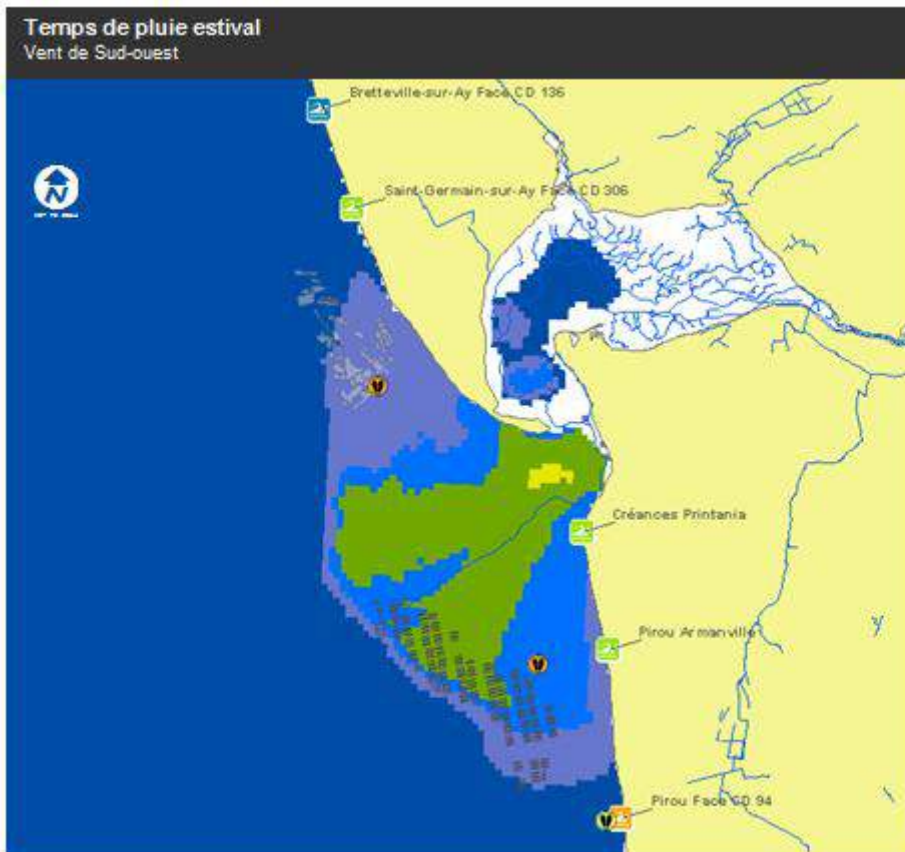 Temps de pluie estival
Vent de Sud-ouest
Bretteville-sur-Ay Face CD 136
Saint-Germain-sur-Ay Face CD 306
N
Créances Printania
Pirou Armanville
Pirou Face CD 94